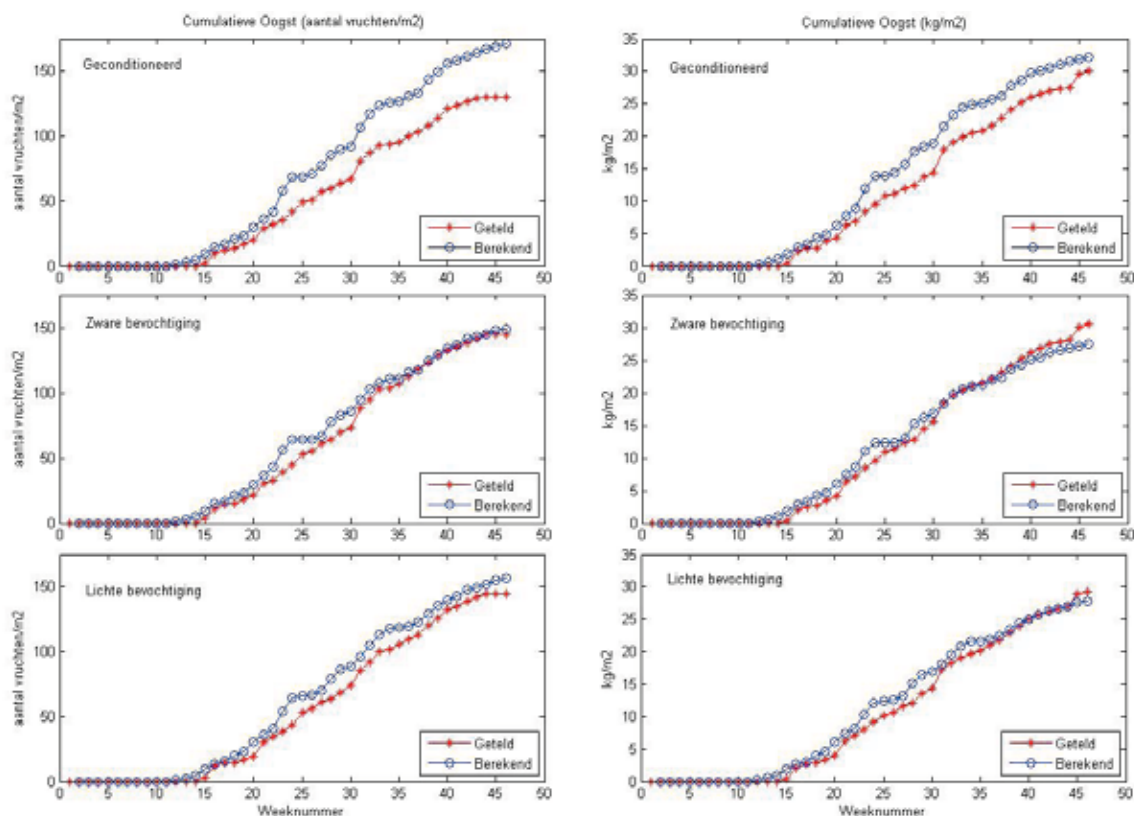 Cumulatieve Oogst (aantal vruchten/m2)
Geconditioneerd
aantal vruchten/m2
150
100
50
0
Geteld
Berekend
0 5 10 15 20 25 30 35 40 45 50
Cumulatieve Oogst (kg/m2)
Geconditioneerd
kg/m2
35
30
25
20
15
10
5
0
Geteld
Berekend
0 5 10 15 20 25 30 35 40 45 50
Zware bevochtiging
aantal vruchten/m2
150
100
50
0
Geteld
Berekend
0 5 10 15 20 25 30 35 40 45 50
Zware bevochtiging
kg/m2
35
30
25
20
15
10
5
0
Geteld
Berekend
0 5 10 15 20 25 30 35 40 45 50
Lichte bevochtiging
aantal vruchten/m2
150
100
50
0
Geteld
Berekend
0 5 10 15 20 25 30 35 40 45 50
Weeknummer
Lichte bevochtiging
kg/m2
35
30
25
20
15
10
5
0
Geteld
Berekend
0 5 10 15 20 25 30 35 40 45 50
Weeknummer